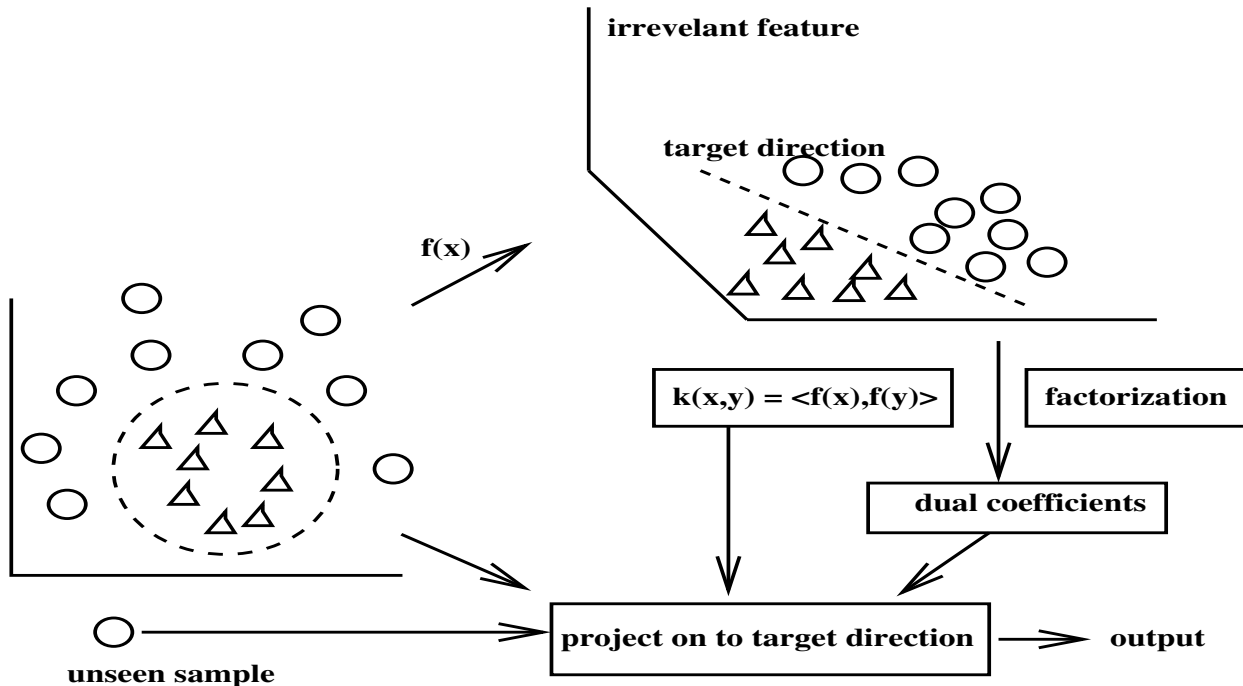 irrevelant feature
target direction
f(x)
k(x,y) = <f(x),f(y)>
factorization
dual coefficients
project on to target direction
output
unseen sample